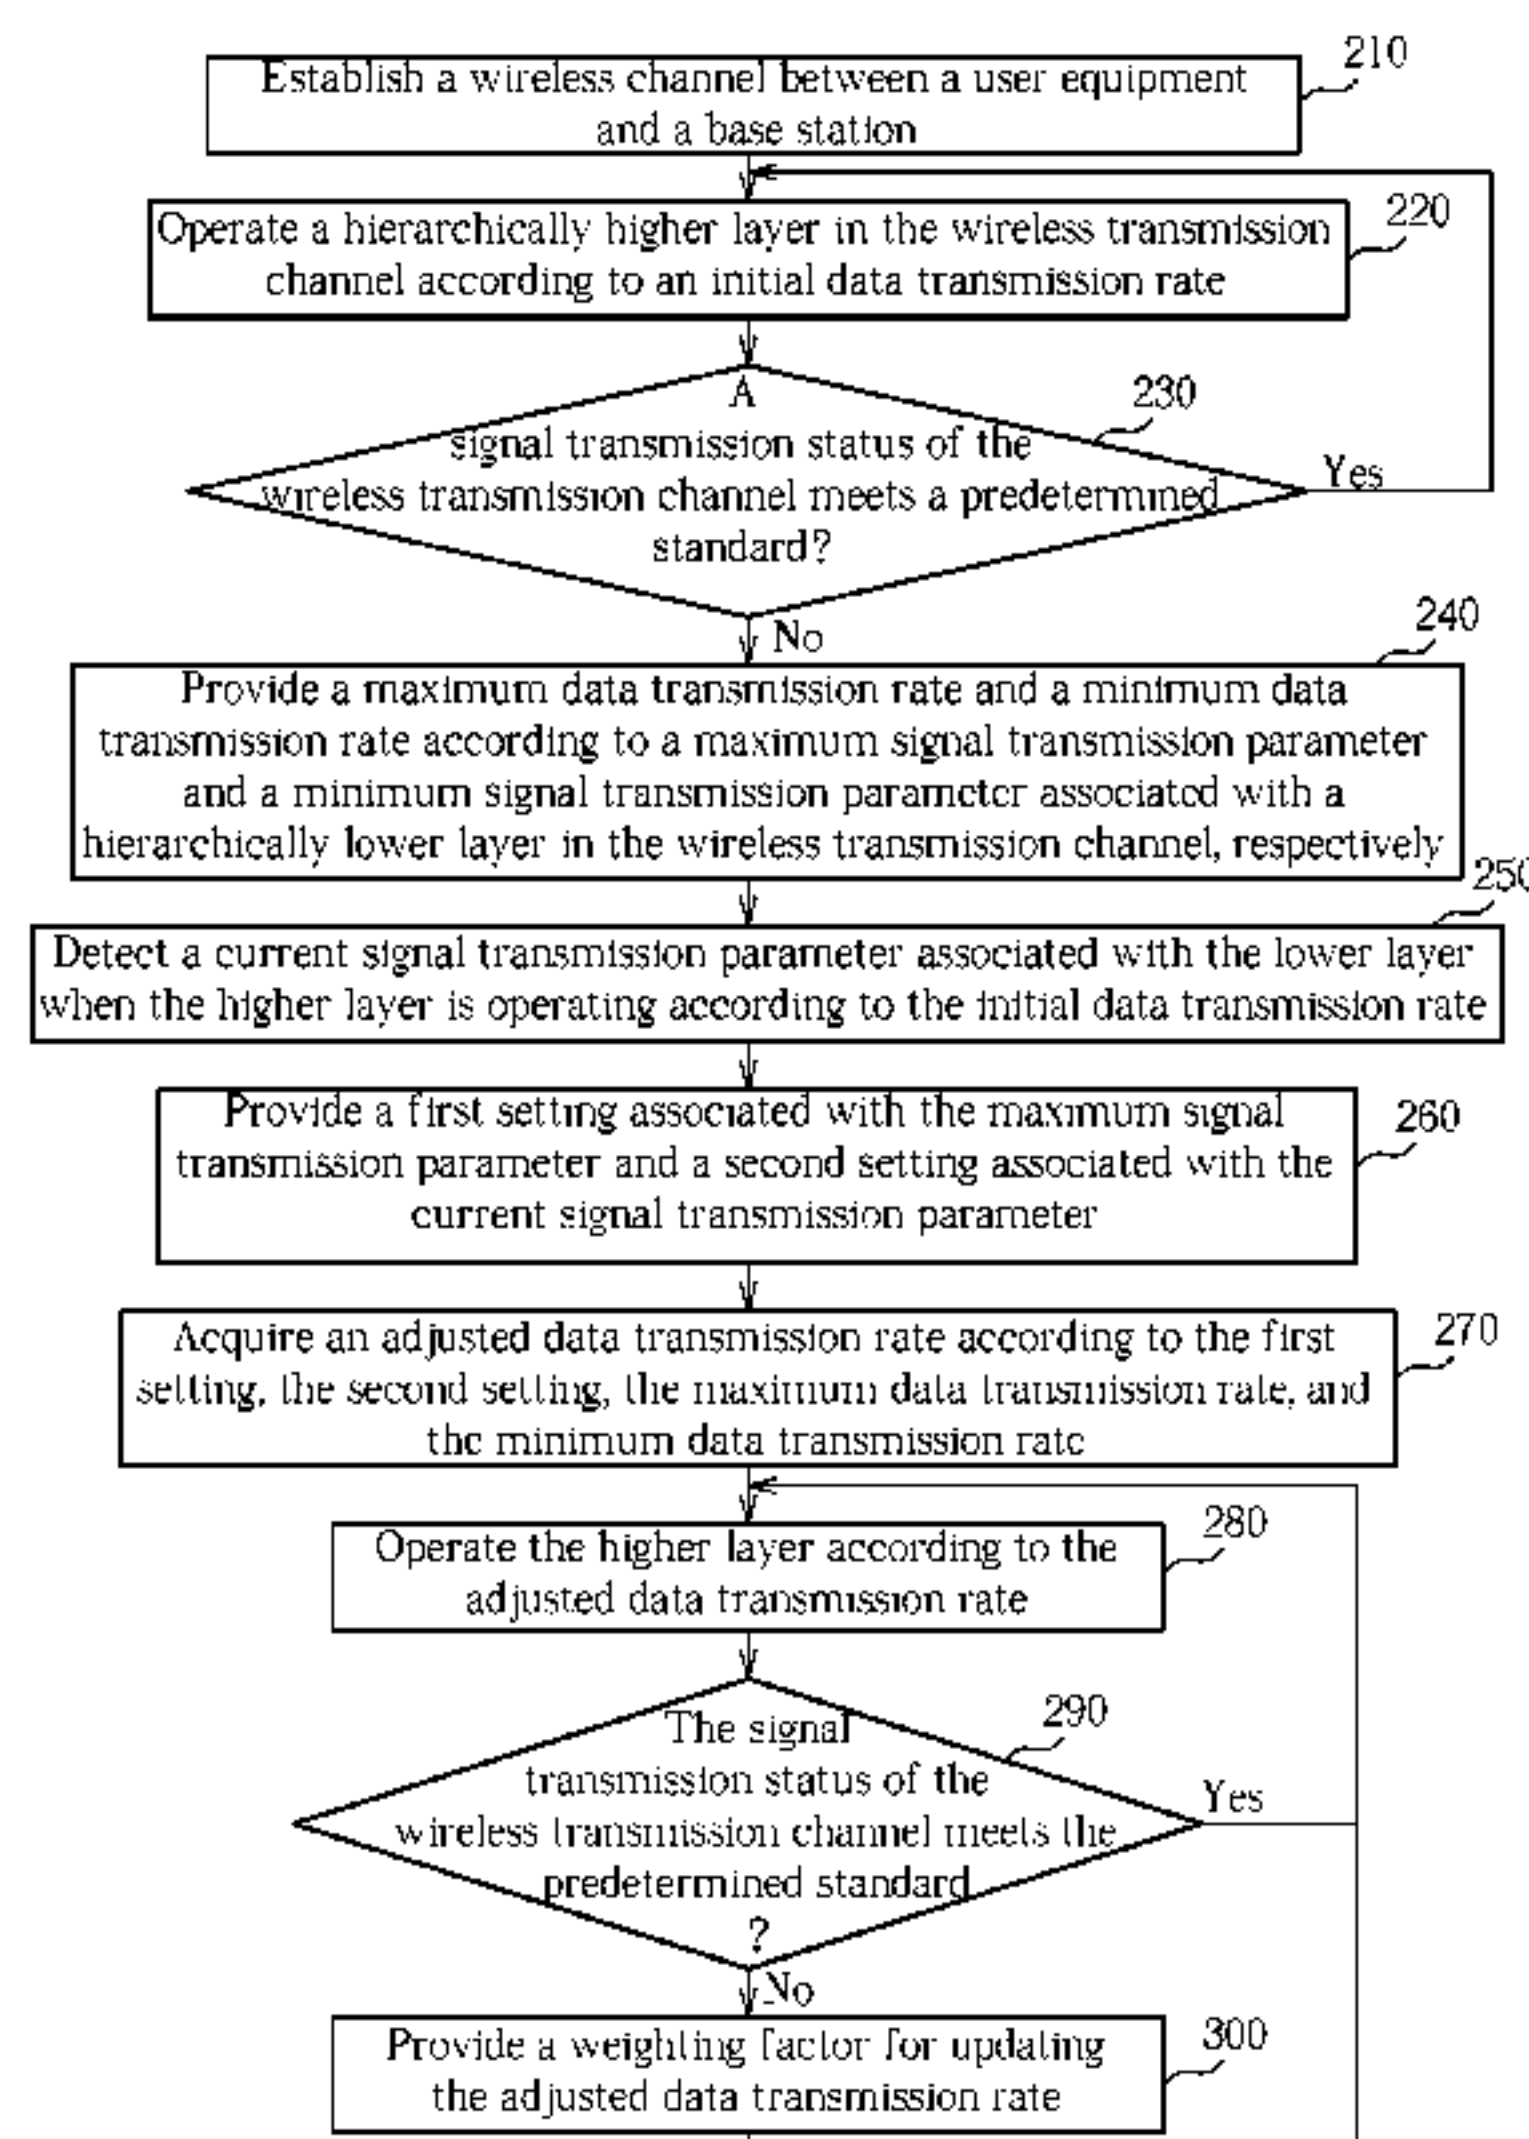 210
Establish a wireless channel between a user equipment
and a base station
220
Operate a hierarchically higher layer in the wireless transmission
channel according to an initial data transmission rate
A
230
signal transmission status of the
Yes
wireless transmission channel meets a predetermined
standard?
No
240
Provide a maximum data transmission rate and a minimum data
transmission rate according to a maximum signal transmission parameter
and a minimum signal transmission parameter associated with a
hierarchically lower layer in the wireless transmission channel, respectively
250
Detect a current signal transmission parameter associated with the lower layer
when the higher layer is operating according to the initial data transmission rate
Provide a first setting associated with the maximum signal
260
transmission parameter and a second setting associated with the
current signal transmission parameter
Acquire an adjusted data transmission rate according to the first
270
setting, the second setting, the maximum data transmission rate, and
the minimum data transmission rate
280
Operate the higher layer according to the
adjusted data transmission rate
290
The signal
transmission status of the
Yes
wireless transmission channel meets the
predetermined standard
?
No
300
Provide a weighting factor for updating
the adjusted data transmission rate